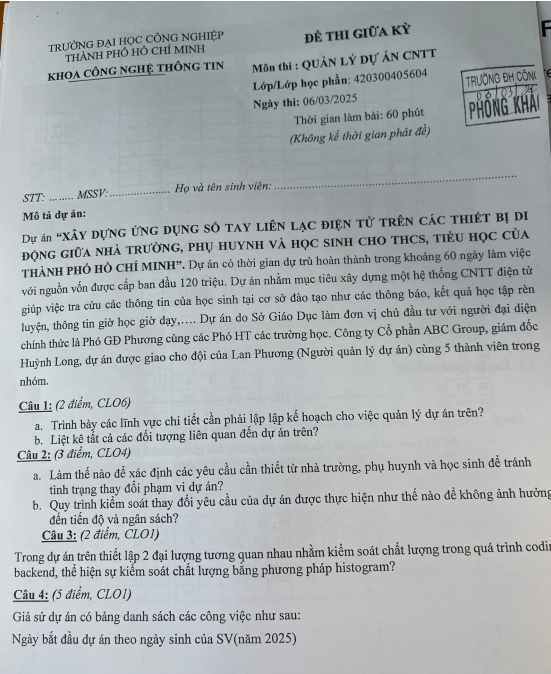 TRƯỜNG ĐẠI HỌC CÔNG NGHIỆP
THÀNH PHỐ HỒ CHÍ MINH
KHOA CÔNG NGHỆ THÔNG TIN
ĐỀ THI GIỮA KỲ
Môn thi : QUẢN LÝ DỰ ÁN CNTT
Lớp/Lớp học phần: 420300405604
Ngày thi: 06/03/2025
Thời gian làm bài: 60 phút
(Không kể thời gian phát đề)
TRƯỜNG ĐH CÔN
PHÒNG KHẢ
STT: ........ MSSV: .................. Họ và tên sinh viên: ..................
Mô tả dự án:
Dự án “XÂY DỰNG ỨNG DỤNG SỔ TAY LIÊN LẠC ĐIỆN TỬ TRÊN CÁC THIẾT BỊ DI
ĐỘNG GIỮA NHÀ TRƯỜNG, PHỤ HUYNH VÀ HỌC SINH CHO THCS, TIỂU HỌC CỦA
THÀNH PHỐ HỒ CHÍ MINH”. Dự án có thời gian dự trù hoàn thành trong khoảng 60 ngày làm việc
với nguồn vốn được cấp ban đầu 120 triệu. Dự án nhằm mục tiêu xây dựng một hệ thống CNTT điện tử
giúp việc tra cứu các thông tin của học sinh tại cơ sở đào tạo như các thông báo, kết quả học tập rèn
luyện, thông tin giờ học giờ dạy,.... Dự án do Sở Giáo Dục làm đơn vị chủ đầu tư với người đại diện
chính thức là Phó GĐ Phương cùng các Phó HT các trường học. Công ty Cổ phần ABC Group, giám đốc
Huỳnh Long, dự án được giao cho đội của Lan Phương (Người quản lý dự án) cùng 5 thành viên trong
nhóm.
Câu 1: (2 điểm, CLO6)
a. Trình bày các lĩnh vực chi tiết cần phải lập lập kế hoạch cho việc quản lý dự án trên?
b. Liệt kê tất cả các đối tượng liên quan đến dự án trên?
Câu 2: (3 điểm, CLO4)
a. Làm thế nào để xác định các yêu cầu cần thiết từ nhà trường, phụ huynh và học sinh để tránh
tình trạng thay đổi phạm vi dự án?
b. Quy trình kiểm soát thay đổi yêu cầu của dự án được thực hiện như thế nào để không ảnh hưởng
đến tiến độ và ngân sách?
Câu 3: (2 điểm, CLO1)
Trong dự án trên thiết lập 2 đại lượng tương quan nhau nhằm kiểm soát chất lượng trong quá trình codin
backend, thể hiện sự kiểm soát chất lượng bằng phương pháp histogram?
Câu 4: (5 điểm, CLO1)
Giả sử dự án có bảng danh sách các công việc như sau:
Ngày bắt đầu dự án theo ngày sinh của SV(năm 2025)